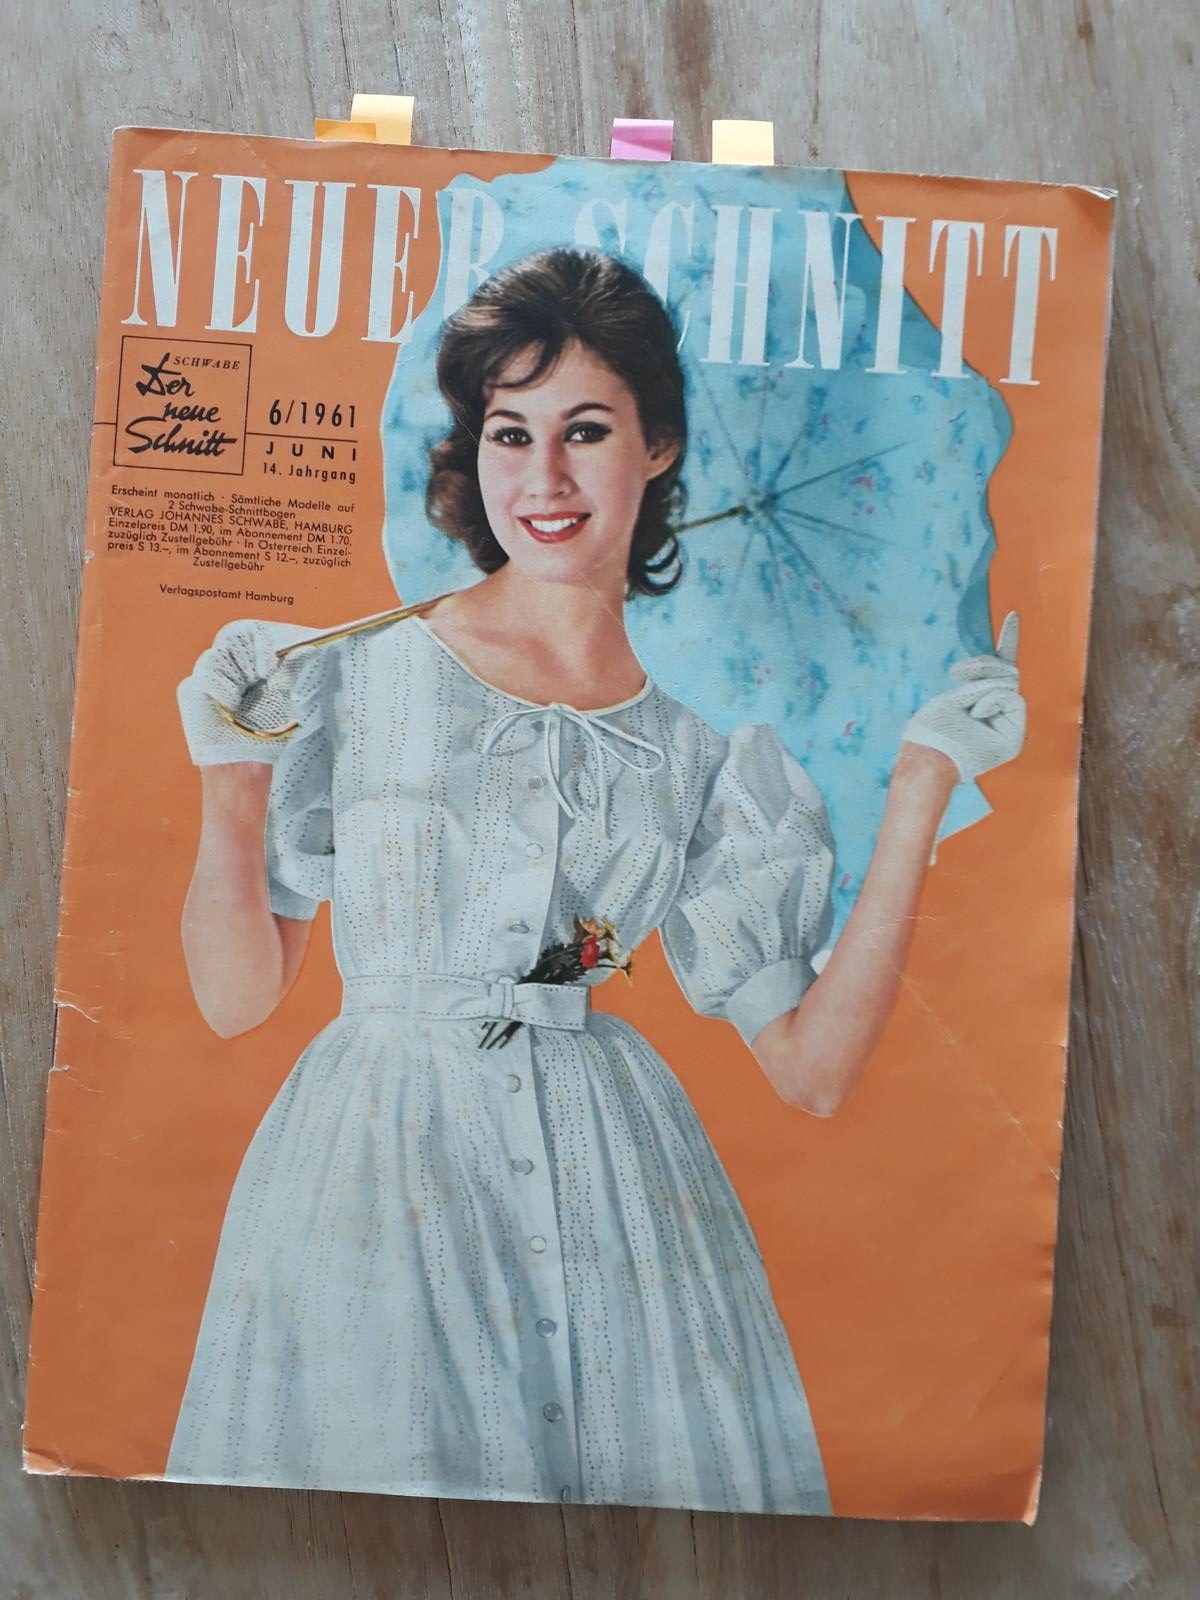 NEUER SCHNITT
SCHWABE
Der
neue
Schnitt
6/1961
JUNI
14. Jahrgang
Erscheint monatlich · Sämtliche Modelle auf
2 Schwabe-Schnittbogen
VERLAG JOHANNES SCHWABE, HAMBURG
Einzelpreis DM 1.90, im Abonnement DM 1.70,
zuzüglich Zustellgebühr · In Österreich Einzel-
preis S 13.–, im Abonnement S 12.–, zuzüglich
Zustellgebühr
Verlagspostamt Hamburg